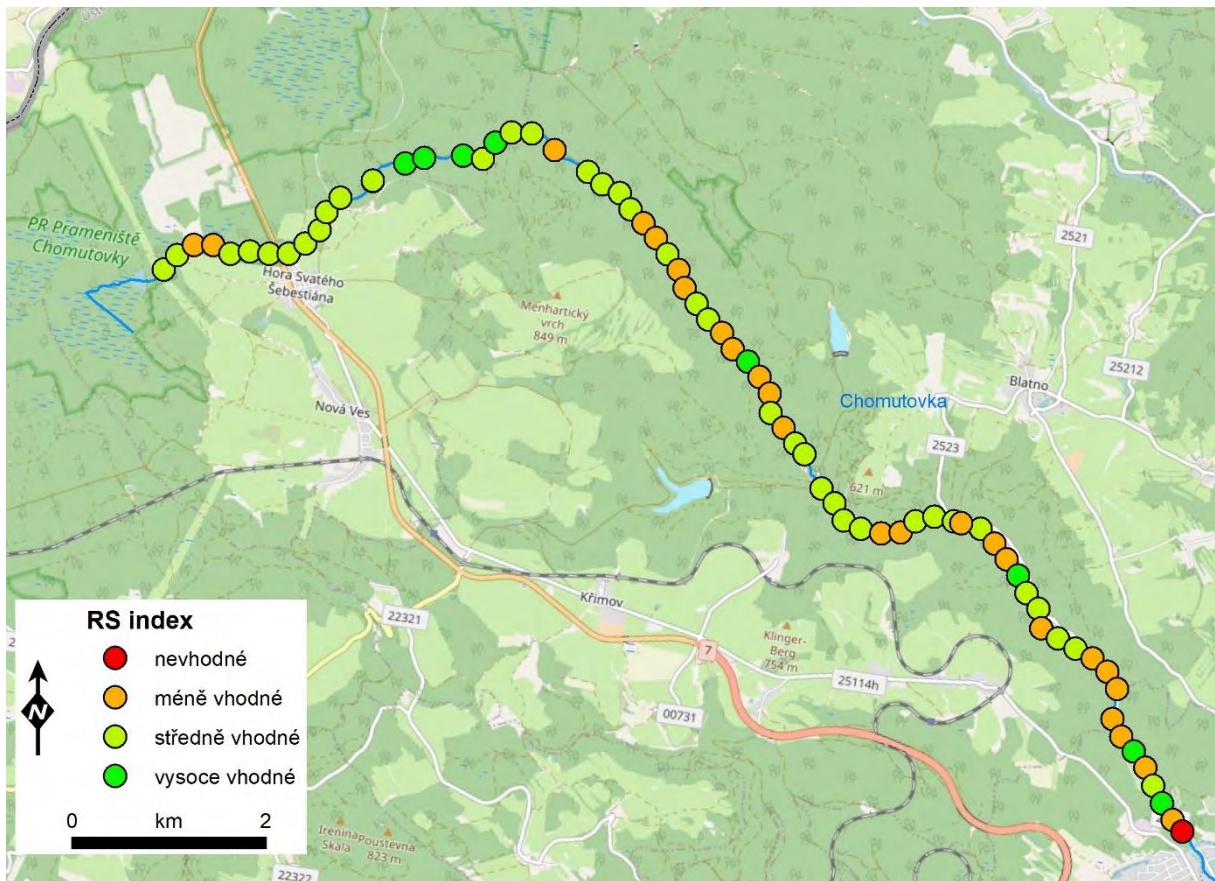 PR Prameniště
Chomutovky
Hora Svatého
Šebestiána
Menhartický
vrch
849 m
2521
25212
Blatno
Chomutovka
2523
621 m
Nová Ves
22321
Křimov
7
Klinger-
Berg
754 m
25114h
00731
Irenina
Skala
Poustevna
823 m
22322
RS index
nevhodné
méně vhodné
středně vhodné
vysoce vhodné
N
0 km 2